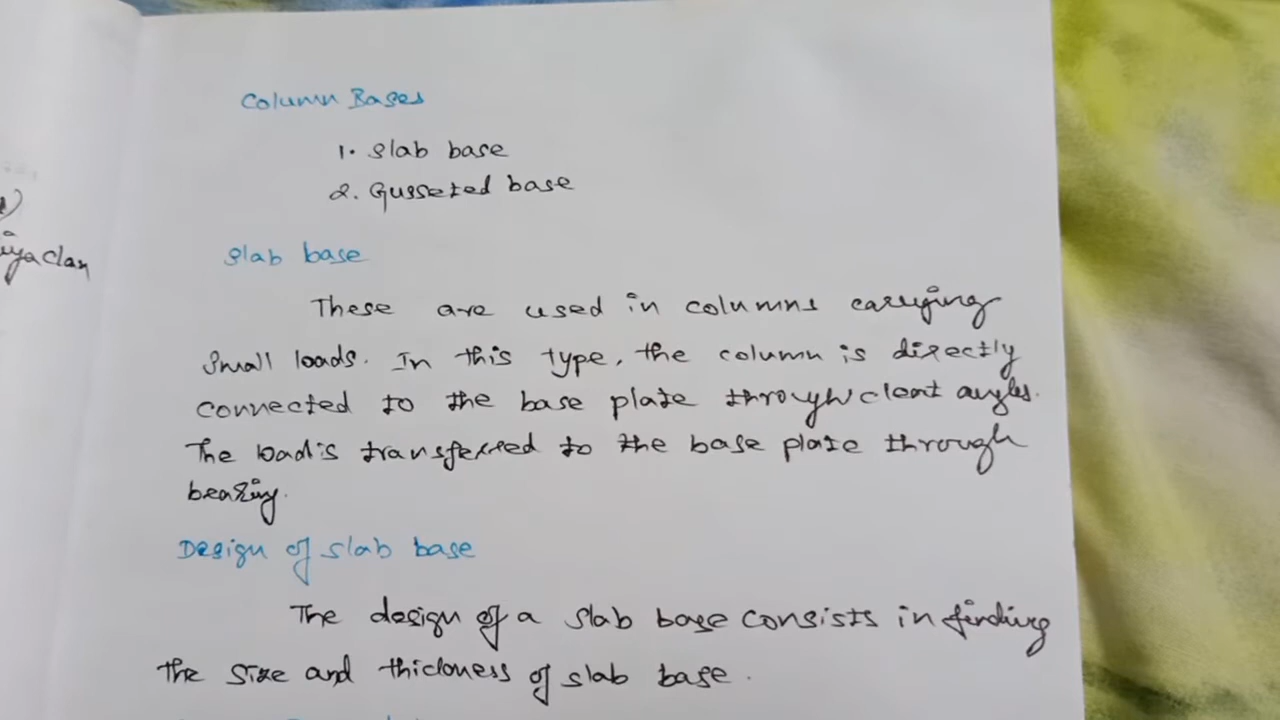 Column Bases
1. Slab base
2. Gusseted base
Slab base
These are used in columns carrying
small loads. In this type, the column is directly
connected to the base plate through cleat angles.
The load is transferred to the base plate through
bearing.
Design of slab base
The design of a slab base consists in finding
the size and thickness of slab base.